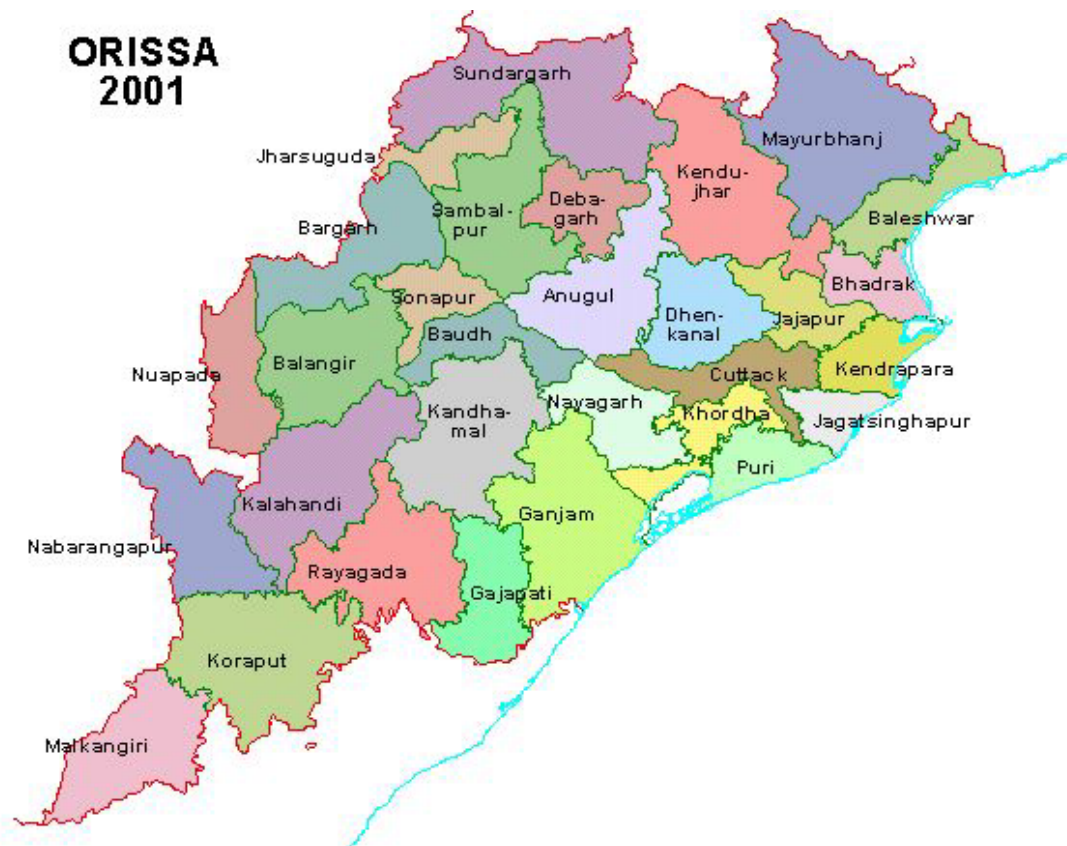 ORISSA
2001
Sundargarh
Mayurbhanj
Jharsuguda
Kendu-
jhar
Deba-
garh
Sambal-
pur
Baleshwar
Bargarh
Bhadrak
Sonapur
Anugul
Dhen-
kanal
Jajapur
Baudh
Balangir
Nuapada
Cuttack
Kendrapara
Nayagarh
Kandha-
mal
Khordha
Jagatsinghapur
Puri
Kalahandi
Ganjam
Nabarangapur
Rayagada
Gajapati
Koraput
Malkangiri